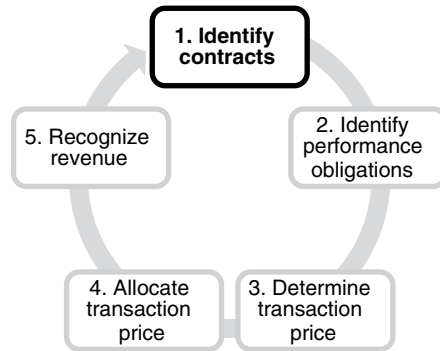 1. Identify
contracts
2. Identify
performance
obligations
3. Determine
transaction
price
4. Allocate
transaction
price
5. Recognize
revenue